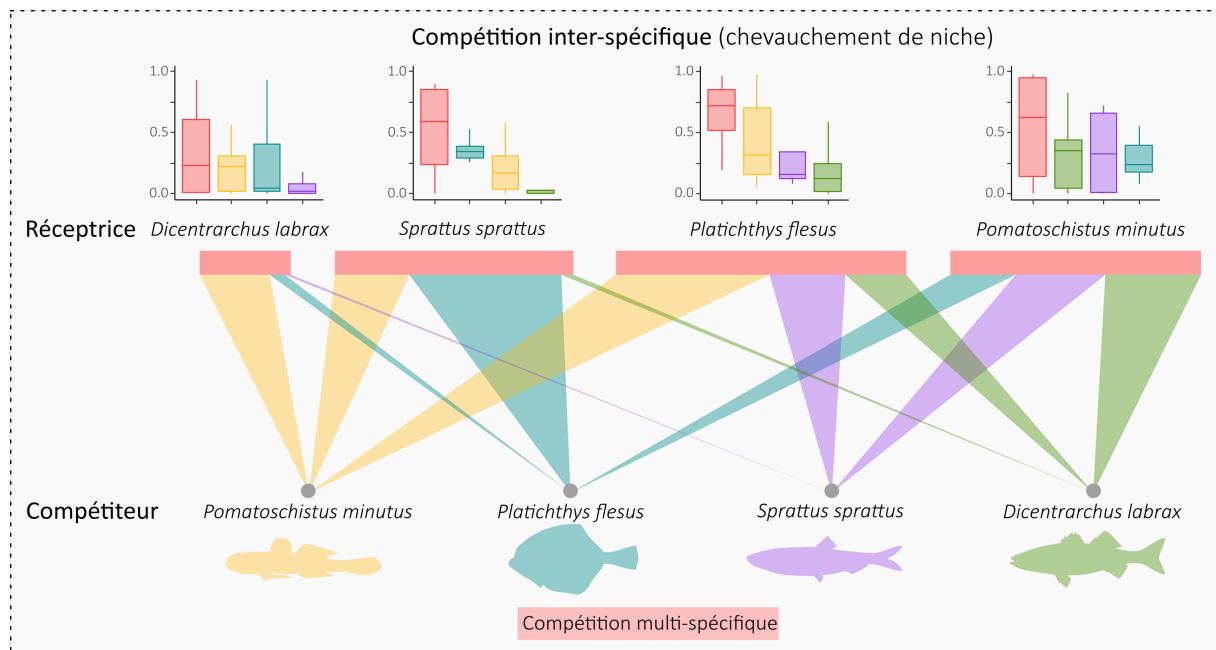 Compétition inter-spécifique (chevauchement de niche)
1.0
0.5
0.0
1.0
0.5
0.0
1.0
0.5
0.0
1.0
0.5
0.0
Réceptrice
Dicentrarchus labrax
Sprattus sprattus
Platichthys flesus
Pomatoschistus minutus
Compétiteur
Pomatoschistus minutus
Platichthys flesus
Sprattus sprattus
Dicentrarchus labrax
Compétition multi-spécifique